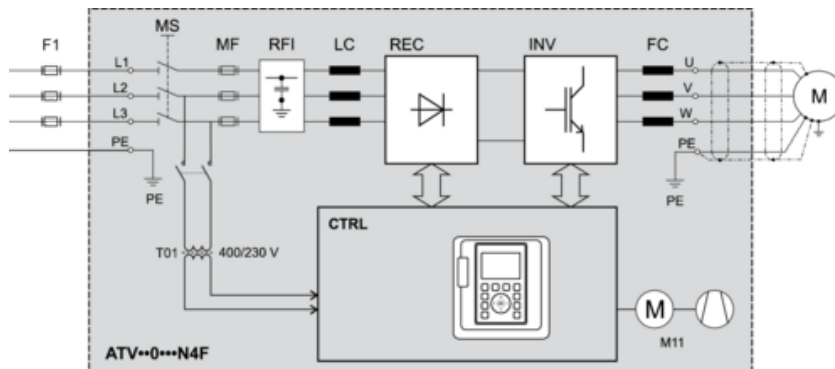 MS
F1
MF
RFI
LC
REC
INV
FC
L1
L2
L3
PE
PE
U
V
W
PE
PE
M
T01
400/230 V
CTRL
M
M11
ATV••0•••N4F